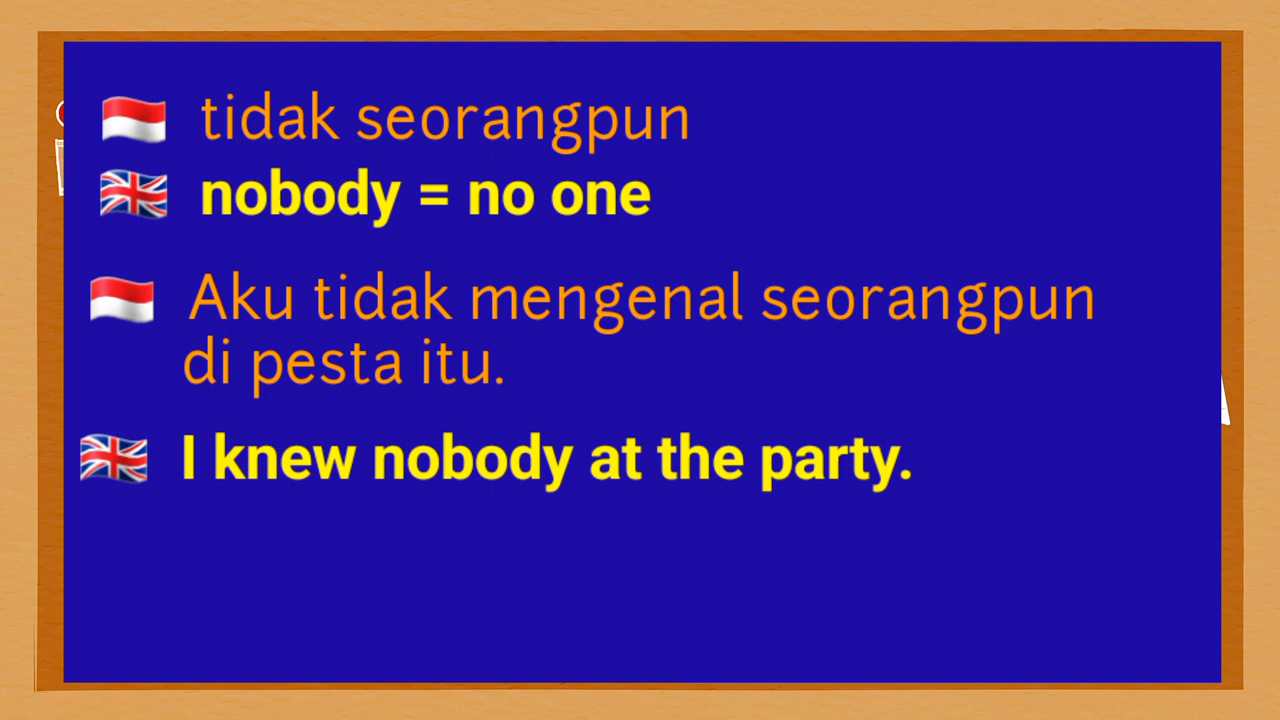 tidak seorangpun
nobody = no one
Aku tidak mengenal seorangpun
di pesta itu.
I knew nobody at the party.